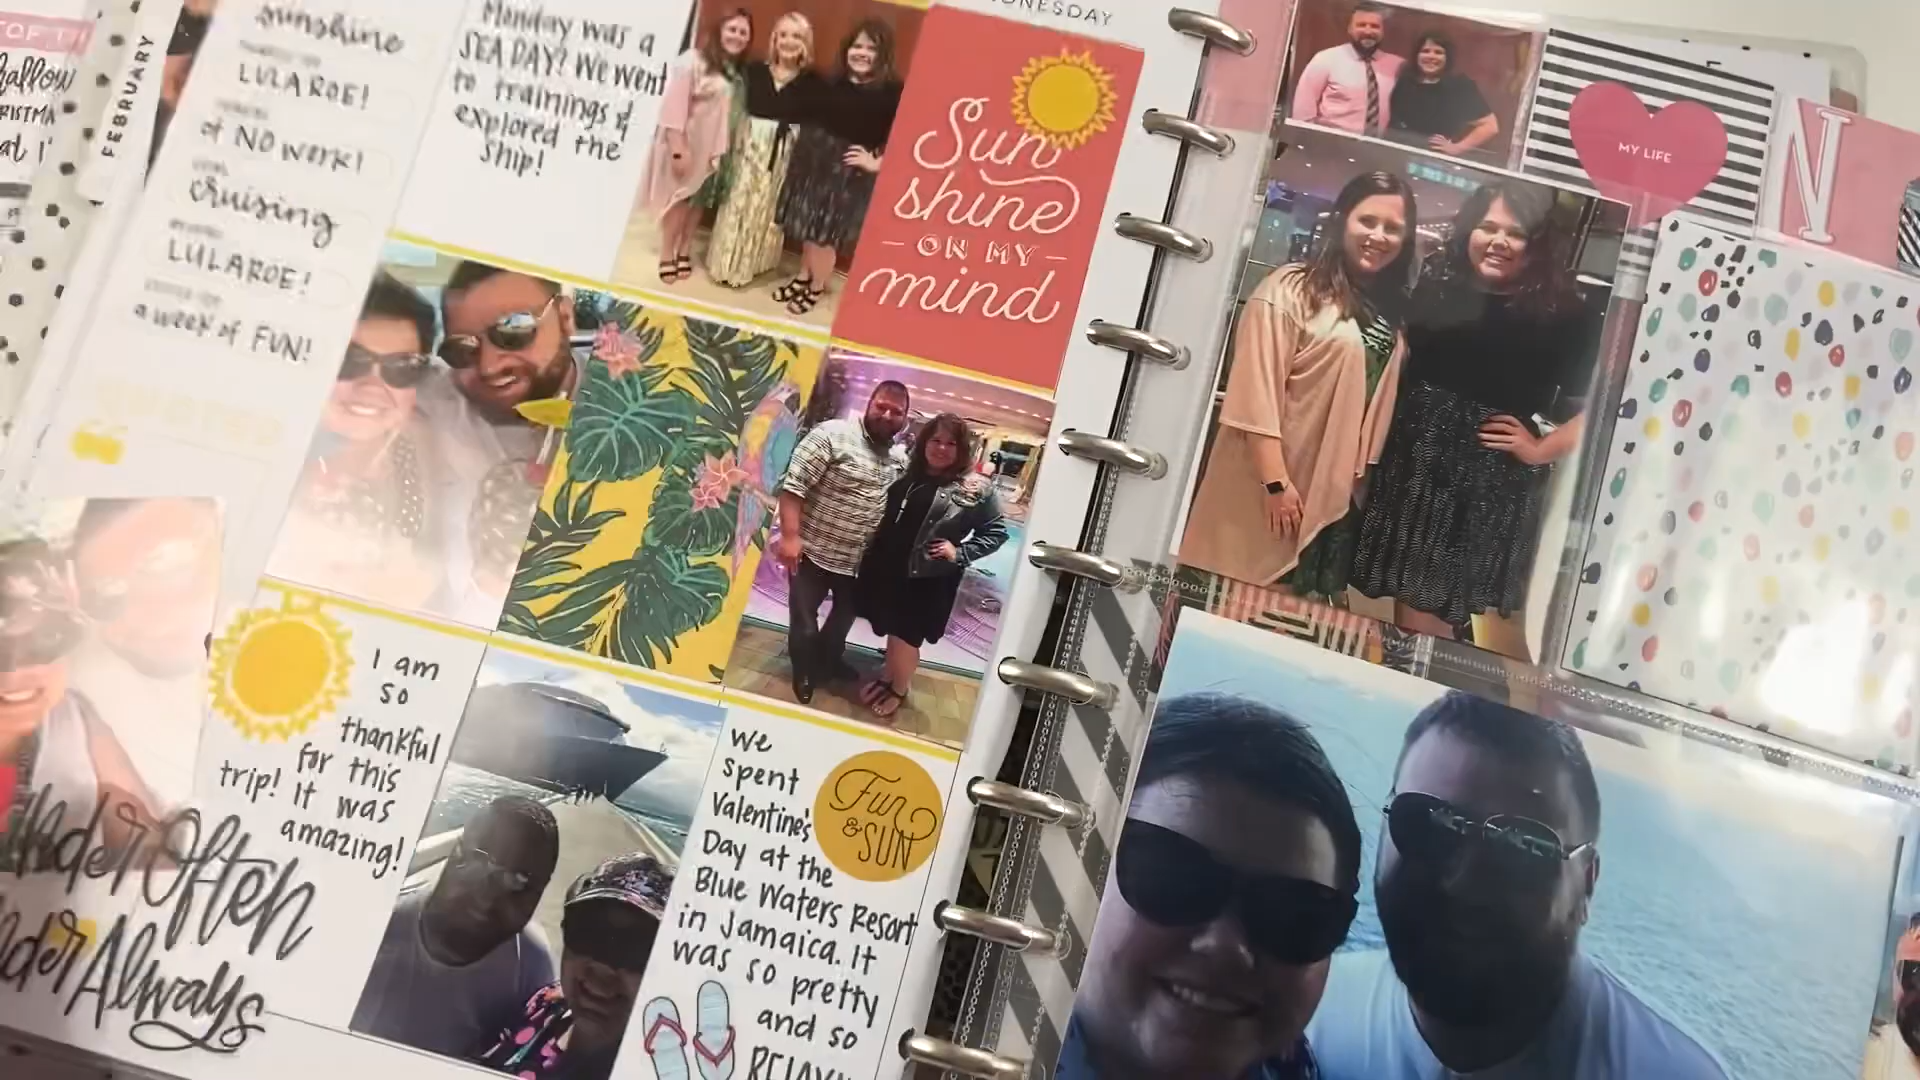 FEBRUARY
sunshine
LULAROE!
of NO WORK!
cruising
LULAROE!
a week of FUN!
Monday was a
SEA DAY? We went
to trainings &
explored the
ship!
Sun
shine
— ON MY —
mind
I am
so
thankful
for this
trip! It was
amazing!
Often
Always
We
spent
Valentine's
Day at the
Blue Waters Resort
in Jamaica. It
was so pretty
and so
Fun
& SUN
MY LIFE
N